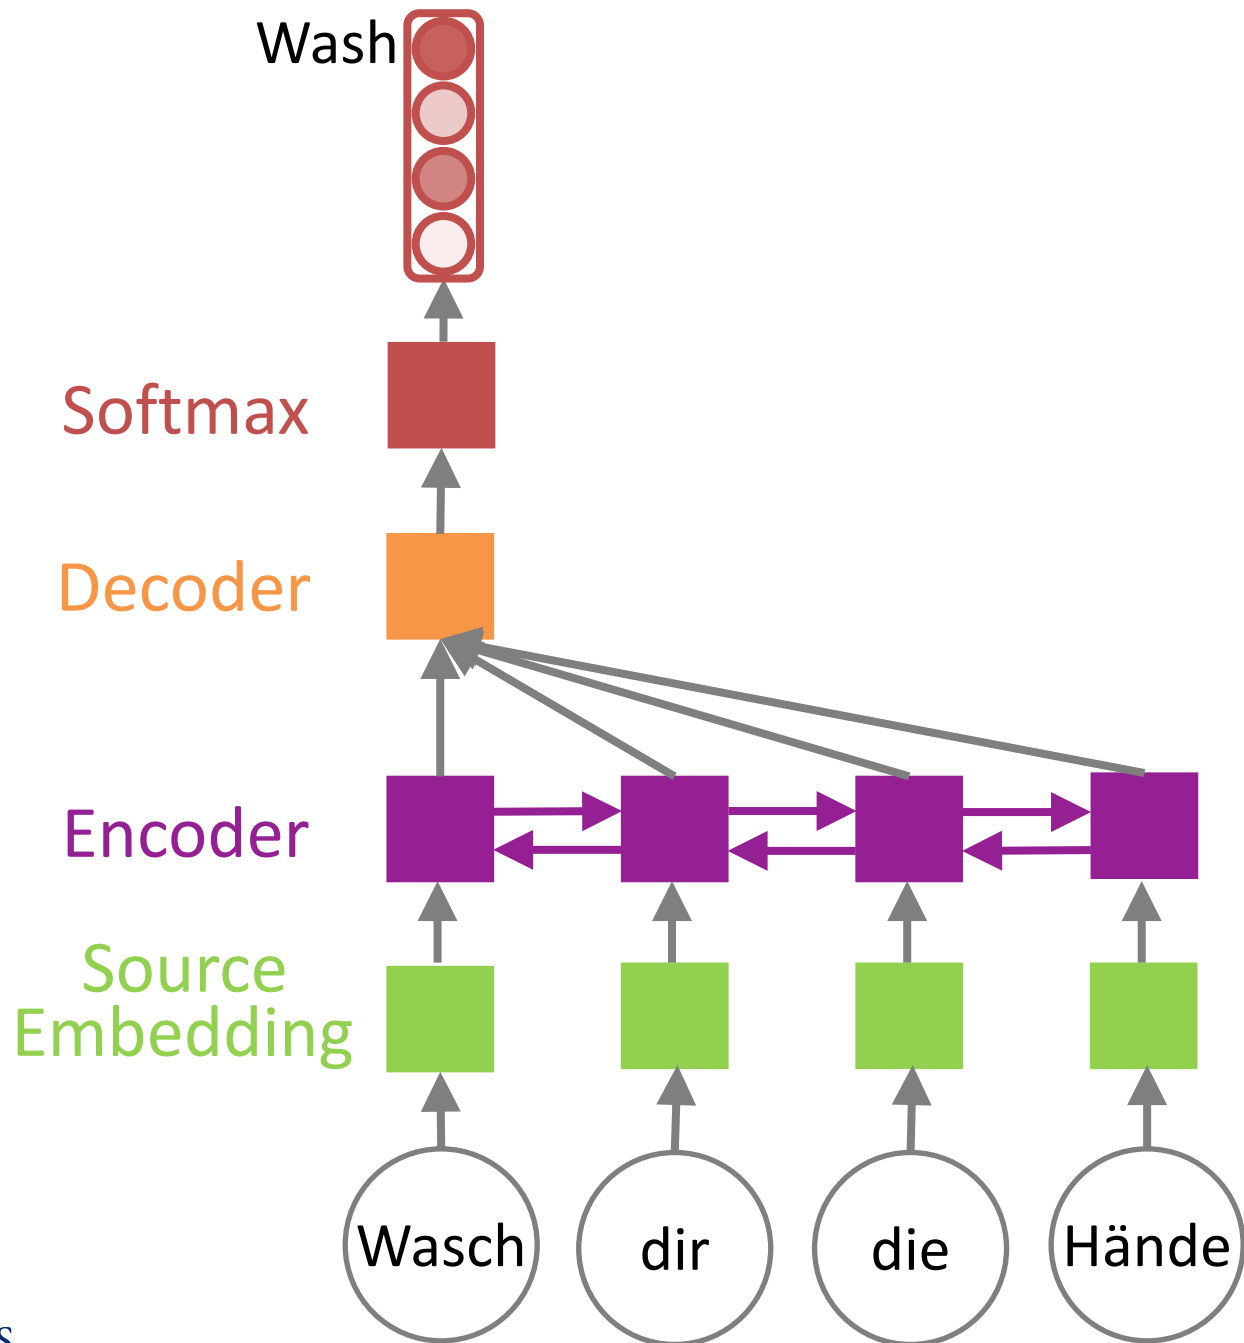 Wash
Softmax
Decoder
Encoder
Source
Embedding
Wasch dir die Hände
s